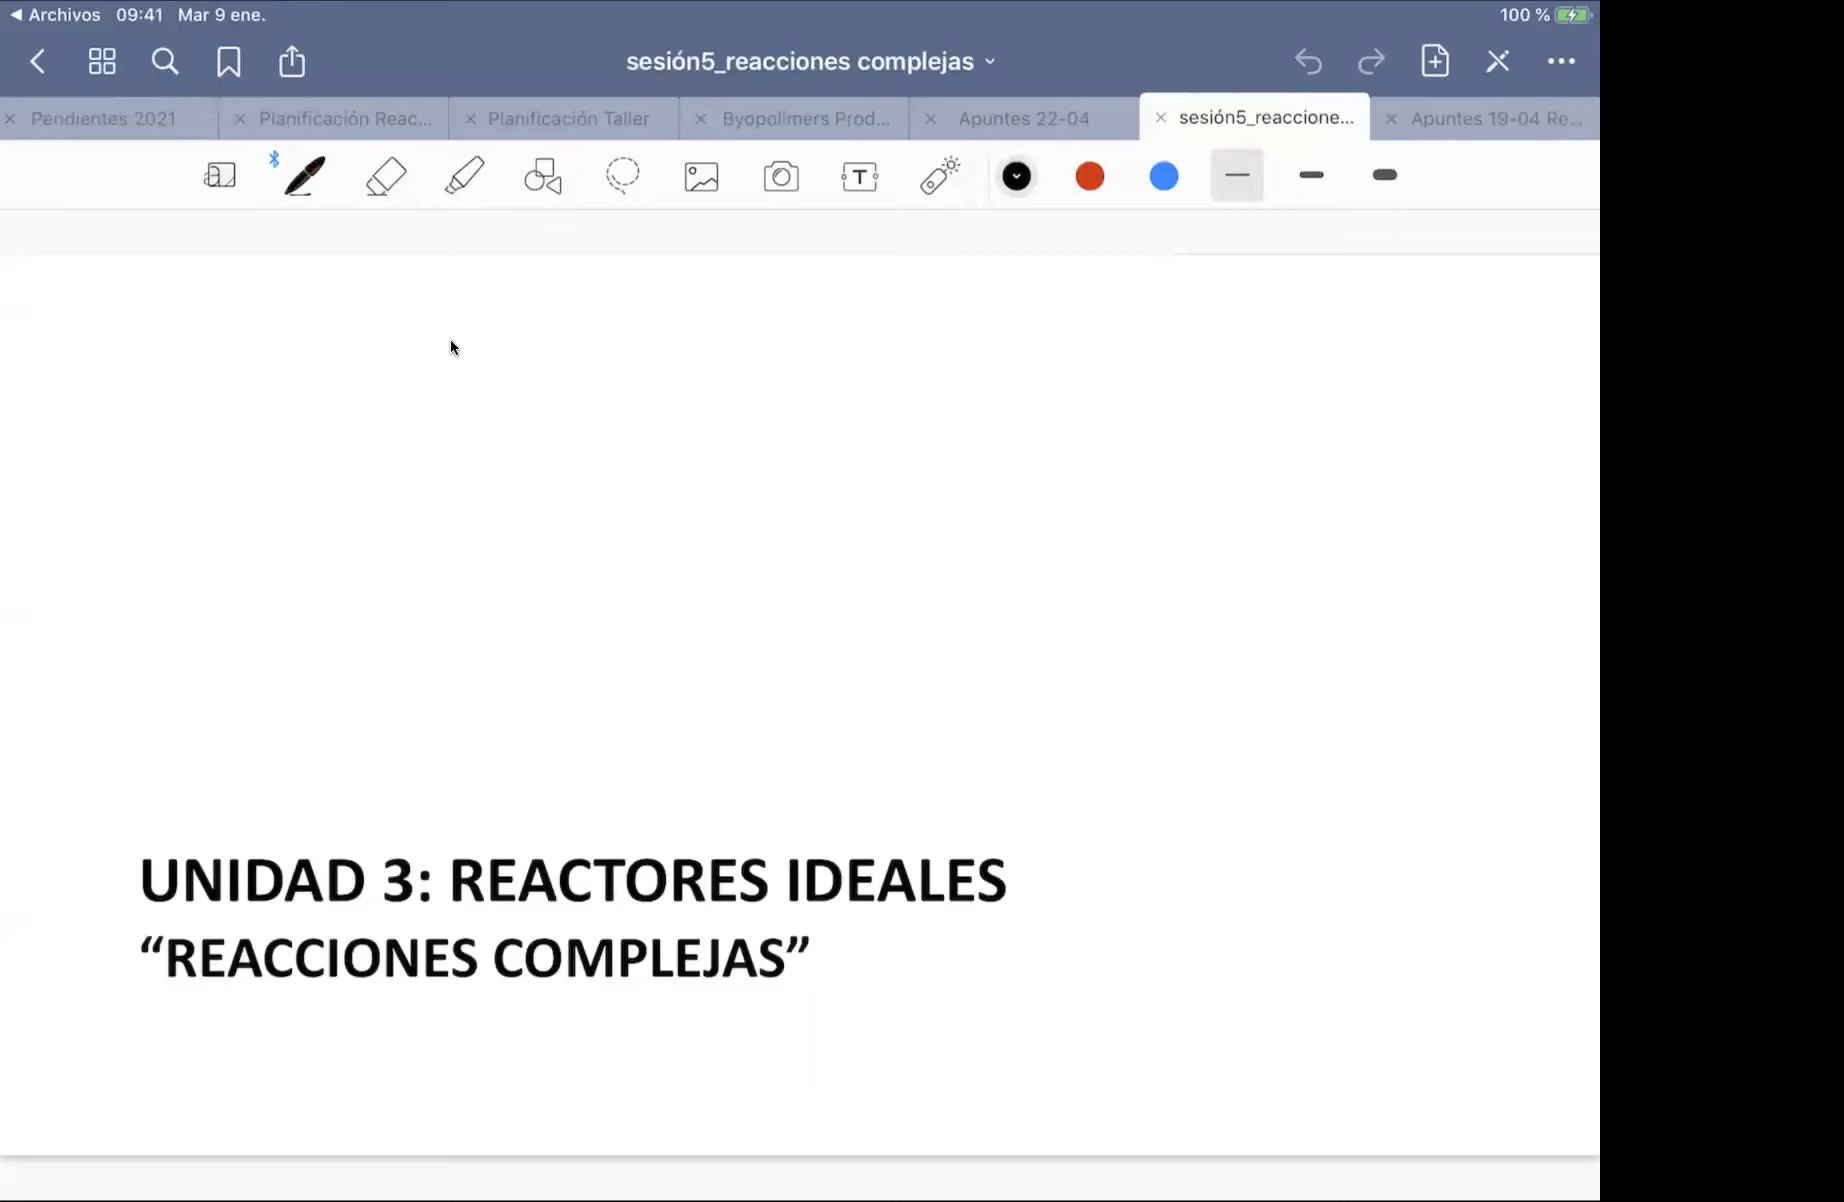 Archivos 09:41 Mar 9 ene. 100 %
sesión5_reacciones complejas
Pendientes 2021 Planificación Reac... Planificación Taller Byopolimers Prod... Apuntes 22-04 sesión5_reaccione... Apuntes 19-04 Re...
UNIDAD 3: REACTORES IDEALES
“REACCIONES COMPLEJAS”